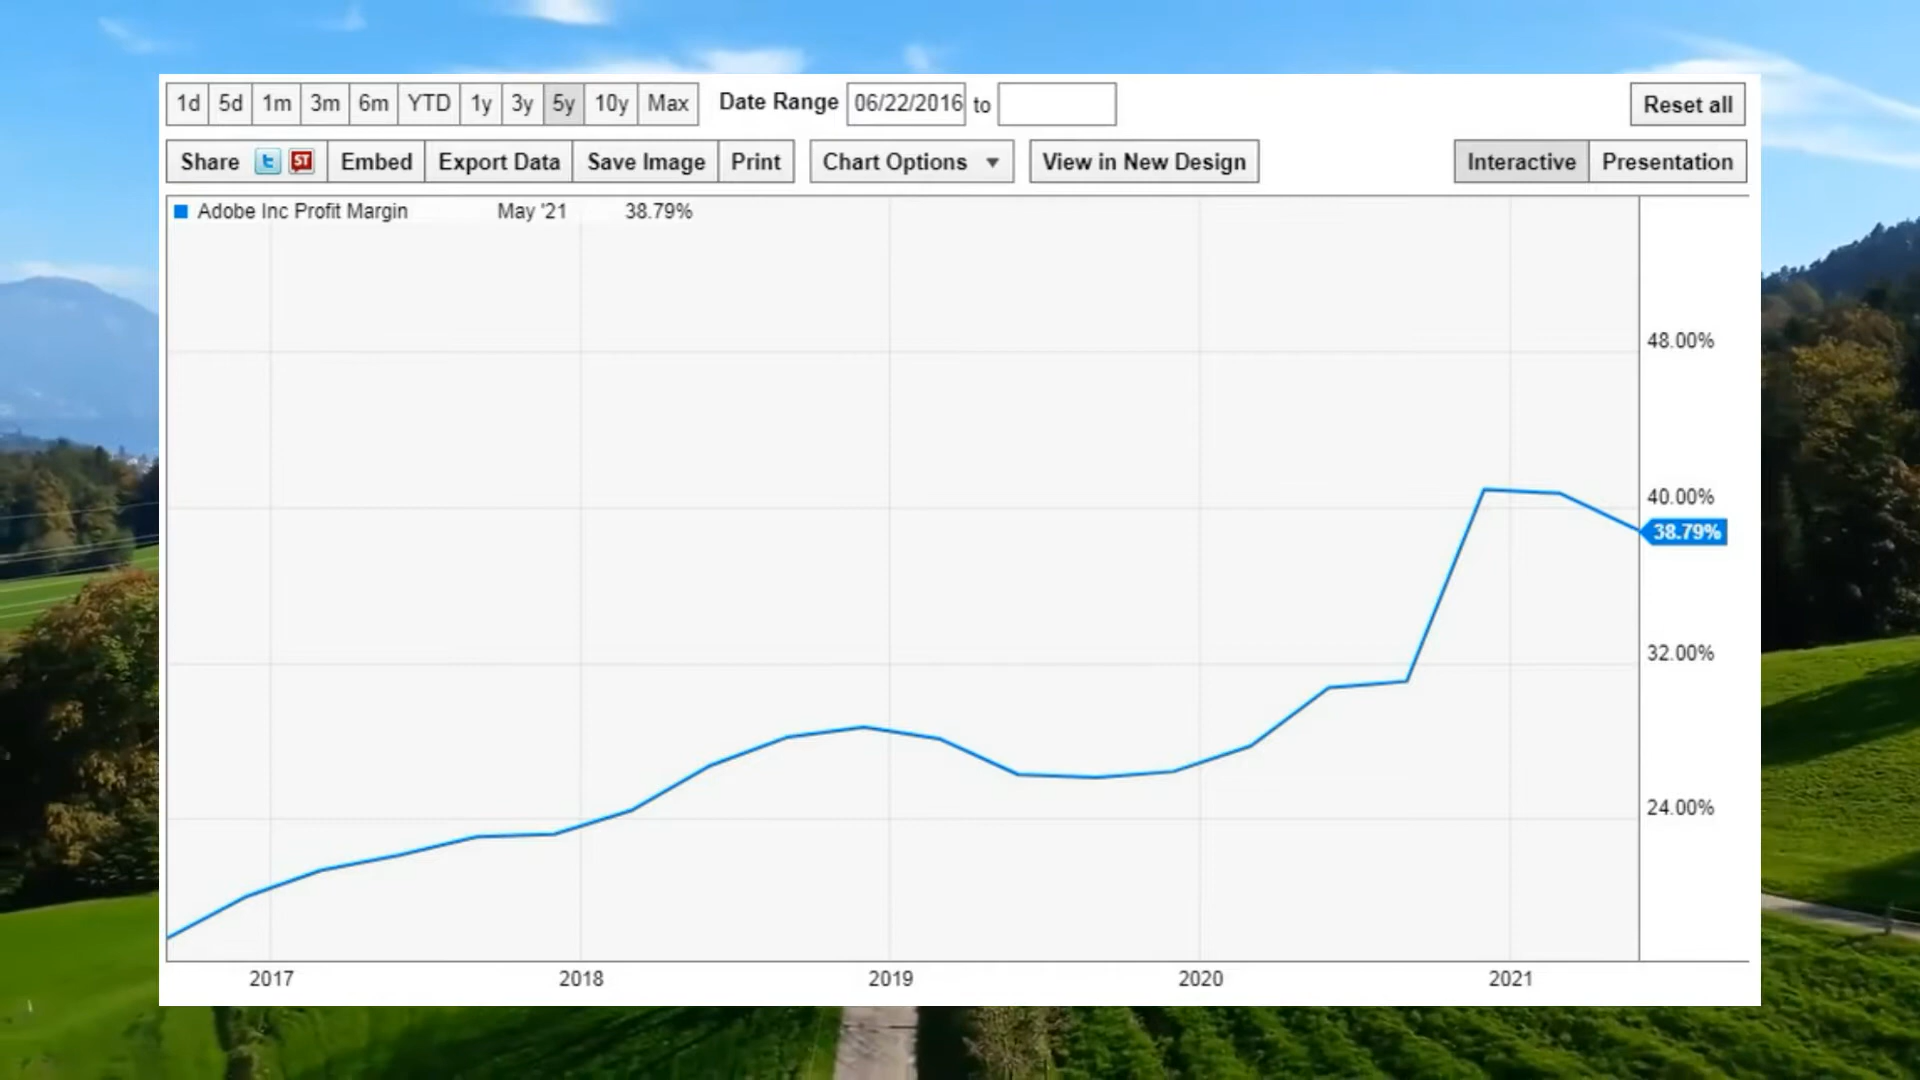 1d 5d 1m 3m 6m YTD 1y 3y 5y 10y Max Date Range 06/22/2016 to Reset all
Share t ST Embed Export Data Save Image Print Chart Options View in New Design Interactive Presentation
Adobe Inc Profit Margin May '21 38.79%
48.00%
40.00%
38.79%
32.00%
24.00%
2017 2018 2019 2020 2021